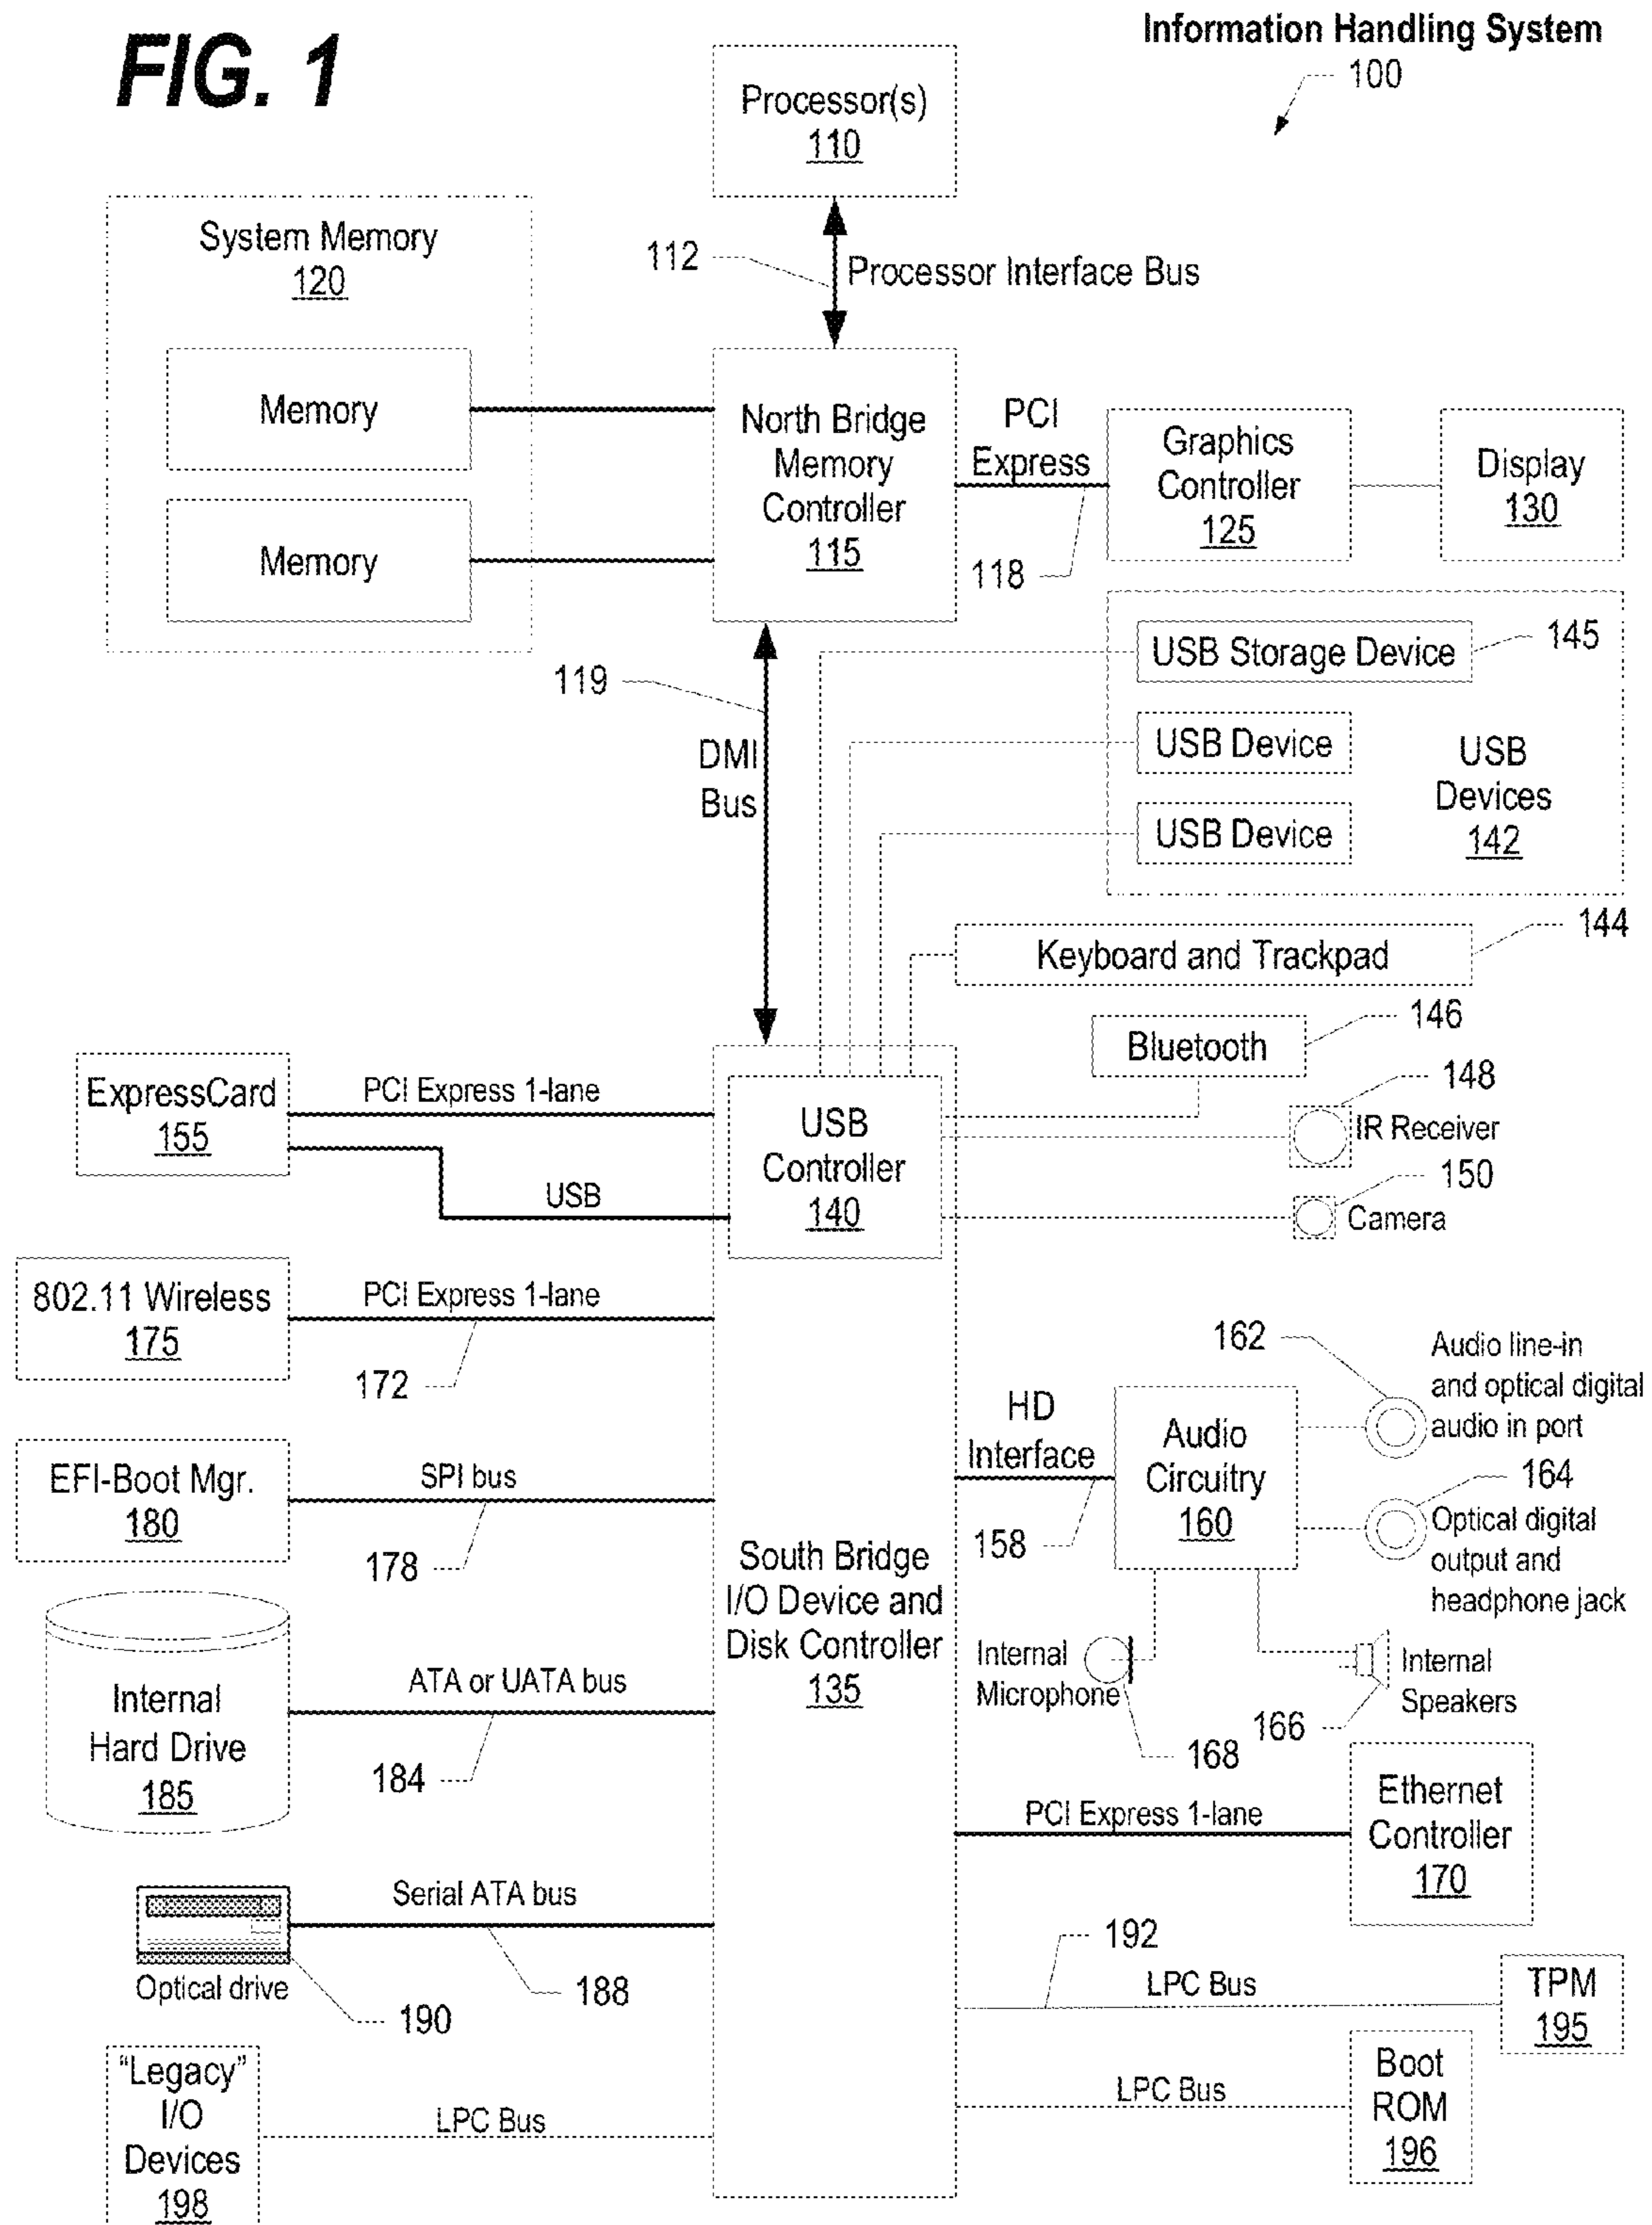 FIG. 1
Information Handling System
100
Processor(s)
110
System Memory
120
112
Processor Interface Bus
Memory
Memory
North Bridge
Memory
Controller
115
PCI
Express
118
Graphics
Controller
125
Display
130
119
DMI
Bus
USB Storage Device
145
USB Device
USB Device
USB
Devices
142
144
Keyboard and Trackpad
146
Bluetooth
148
IR Receiver
150
Camera
ExpressCard
155
PCI Express 1-lane
USB
USB
Controller
140
802.11 Wireless
175
PCI Express 1-lane
172
162
Audio line-in
and optical digital
audio in port
HD
Interface
158
Audio
Circuitry
160
164
Optical digital
output and
headphone jack
EFI-Boot Mgr.
180
SPI bus
178
South Bridge
I/O Device and
Disk Controller
135
Internal
Microphone
168
Internal
Speakers
166
Internal
Hard Drive
185
ATA or UATA bus
184
PCI Express 1-lane
Ethernet
Controller
170
Serial ATA bus
188
Optical drive
190
192
LPC Bus
TPM
195
"Legacy"
I/O
Devices
198
LPC Bus
LPC Bus
Boot
ROM
196